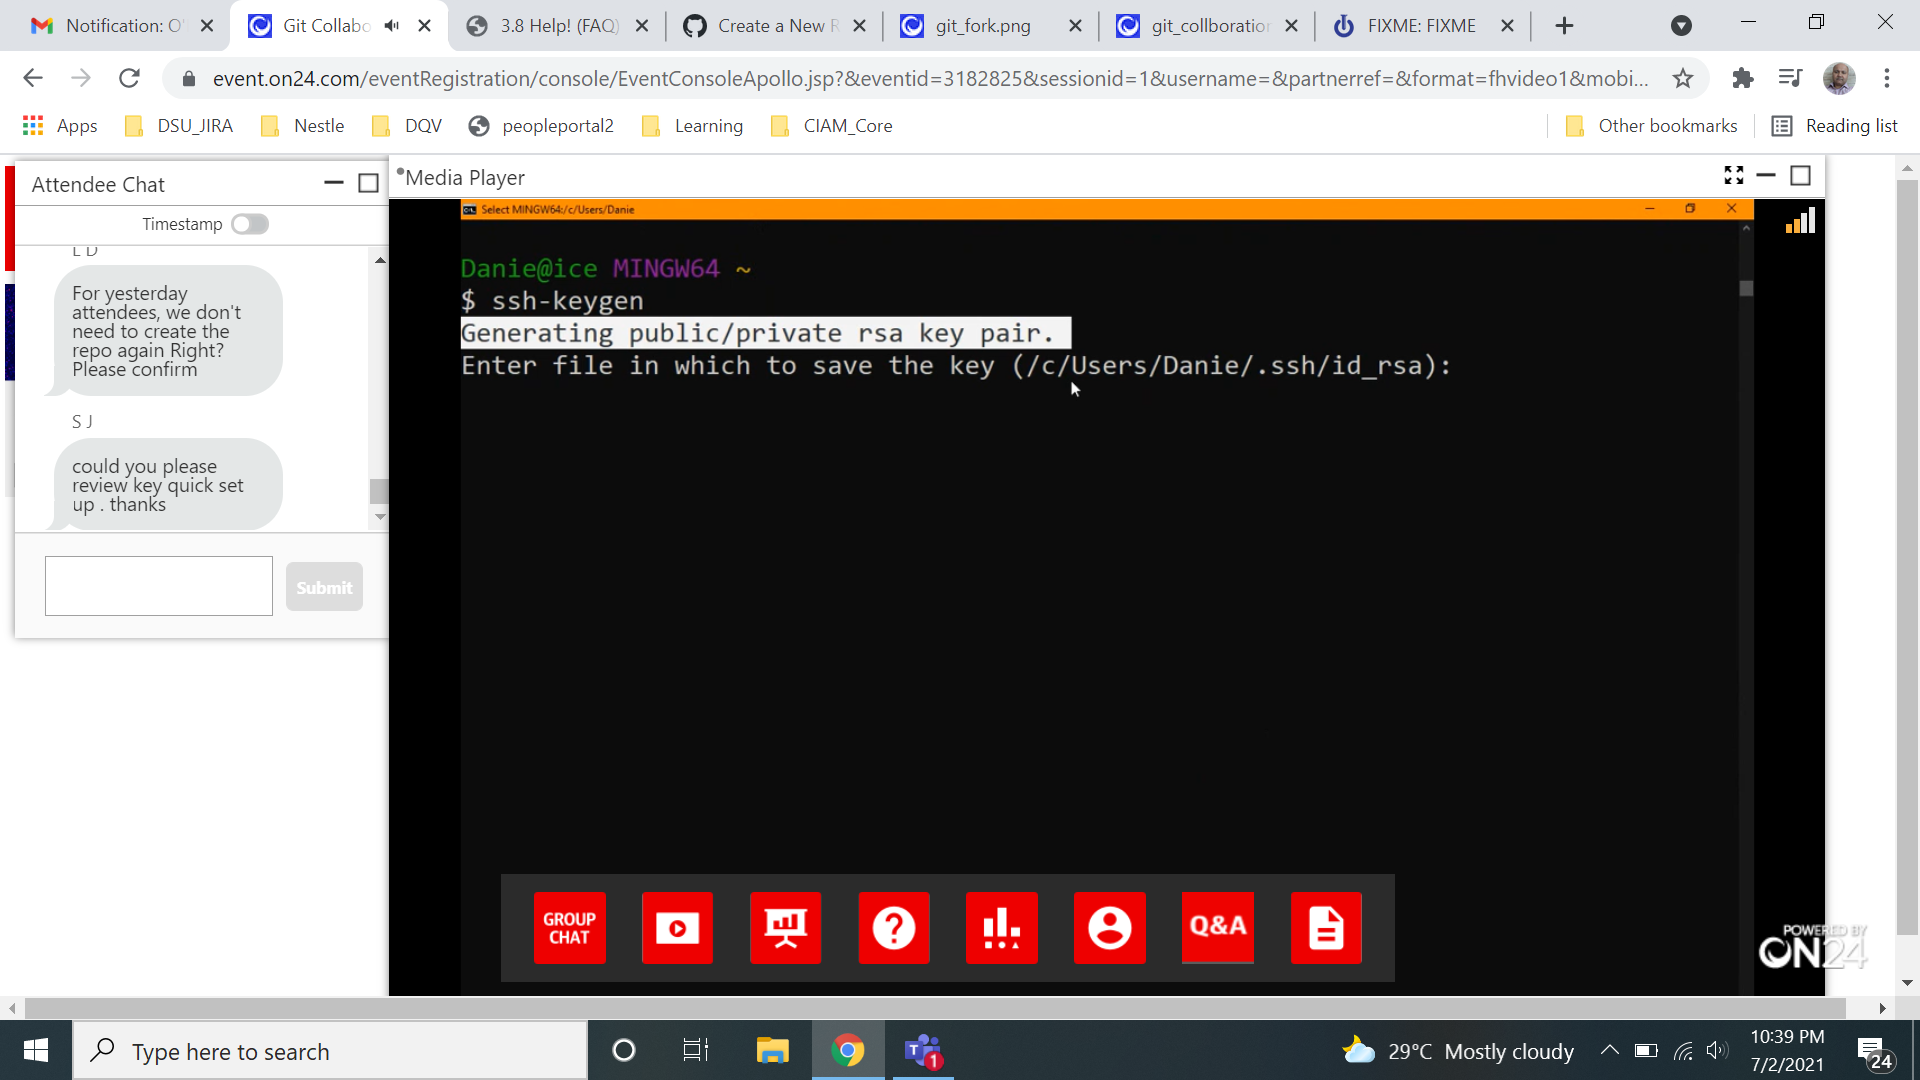 Notification: O'
Git Collabo
3.8 Help! (FAQ)
Create a New R
git_fork.png
git_collboration
FIXME: FIXME
event.on24.com/eventRegistration/console/EventConsoleApollo.jsp?&eventid=3182825&sessionid=1&username=&partnerref=&format=fhvideo1&mobi...
Apps
DSU_JIRA
Nestle
DQV
peopleportal2
Learning
CIAM_Core
Other bookmarks
Reading list
Attendee Chat
Timestamp
L D
For yesterday
attendees, we don't
need to create the
repo again Right?
Please confirm
S J
could you please
review key quick set
up . thanks
Submit
Media Player
Select MINGW64:/c/Users/Danie
Danie@ice MINGW64 ~
$ ssh-keygen
Generating public/private rsa key pair.
Enter file in which to save the key (/c/Users/Danie/.ssh/id_rsa):
GROUP
CHAT
Q&A
POWERED BY
ON24
Type here to search
1
29°C Mostly cloudy
10:39 PM
7/2/2021
24